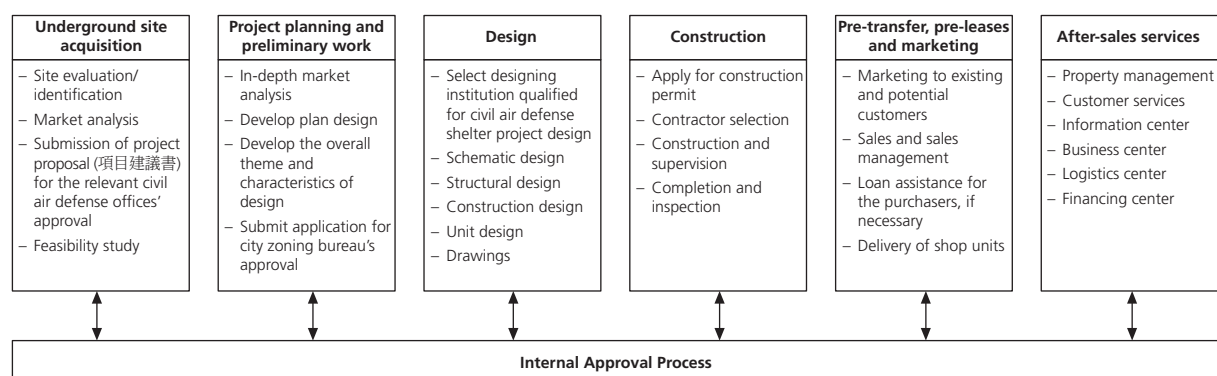 Underground site
acquisition
– Site evaluation/
identification
– Market analysis
– Submission of project
proposal (項目建議書)
for the relevant civil
air defense offices’
approval
– Feasibility study
Project planning and
preliminary work
– In-depth market
analysis
– Develop plan design
– Develop the overall
theme and
characteristics of
design
– Submit application for
city zoning bureau’s
approval
Design
– Select designing
institution qualified
for civil air defense
shelter project design
– Schematic design
– Structural design
– Construction design
– Unit design
– Drawings
Construction
– Apply for construction
permit
– Contractor selection
– Construction and
supervision
– Completion and
inspection
Pre-transfer, pre-leases
and marketing
– Marketing to existing
and potential
customers
– Sales and sales
management
– Loan assistance for
the purchasers, if
necessary
– Delivery of shop units
After-sales services
– Property management
– Customer services
– Information center
– Business center
– Logistics center
– Financing center
Internal Approval Process